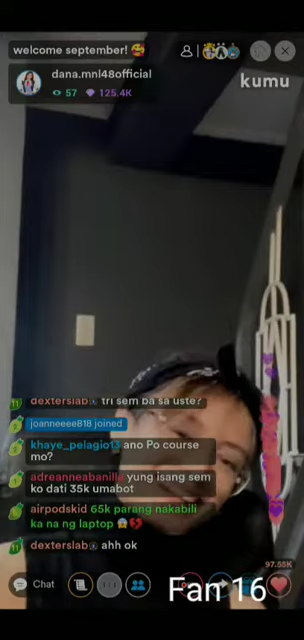 welcome september! 🥰
dana.mnl48official
57 125.4K
kumu
dexterslab tri sem ba sa uste?
joanneeee818 joined
khaye_pelagio13 ano Po course
mo?
adreanneabanilla yung isang sem
ko dati 35k umabot
airpodskid 65k parang nakabili
ka na ng laptop 😱💔
dexterslab ahh ok
97.55K
Chat
Fan 16